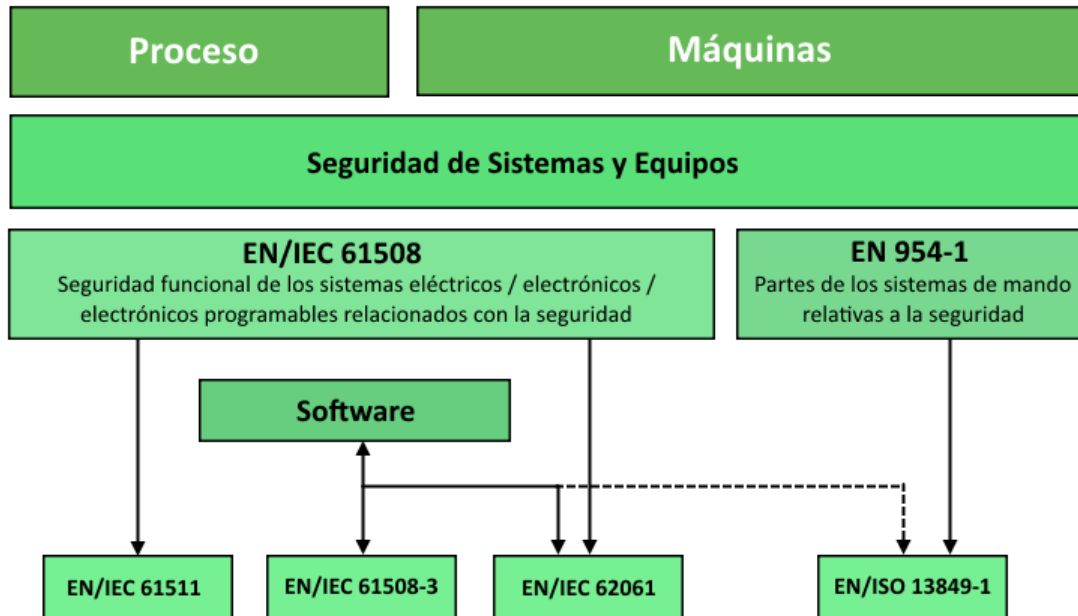 Proceso
Máquinas
Seguridad de Sistemas y Equipos
EN/IEC 61508
Seguridad funcional de los sistemas eléctricos / electrónicos /
electrónicos programables relacionados con la seguridad
EN 954-1
Partes de los sistemas de mando
relativas a la seguridad
Software
EN/IEC 61511
EN/IEC 61508-3
EN/IEC 62061
EN/ISO 13849-1